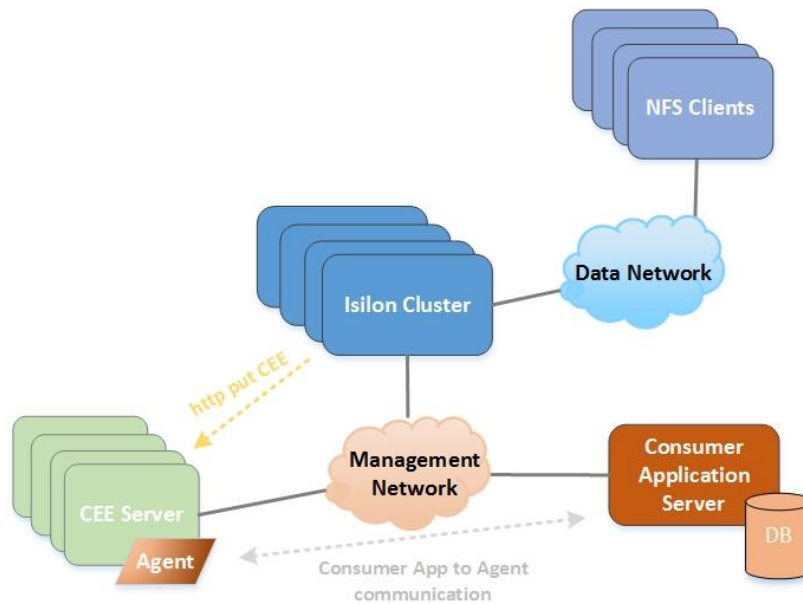 NFS Clients
Data Network
Isilon Cluster
http put CEE
Management
Network
Consumer
Application
Server
DB
CEE Server
Agent
Consumer App to Agent
communication